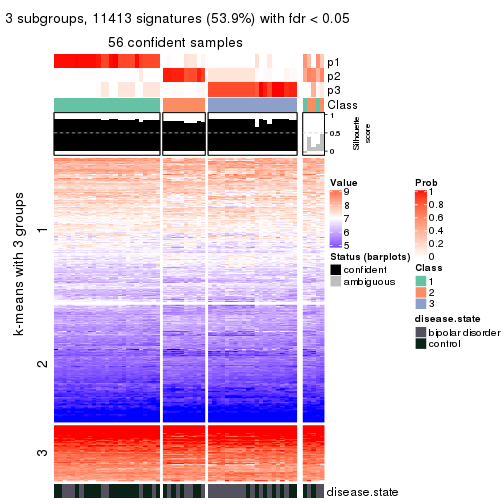 3 subgroups, 11413 signatures (53.9%) with fdr < 0.05
56 confident samples
p1
p2
p3
Class
1
0.5
0
Silhouette
score
k-means with 3 groups
1
2
3
Value
9
8
7
6
5
Prob
1
0.8
0.6
0.4
0.2
0
Status (barplots)
confident
ambiguous
Class
1
2
3
disease.state
bipolar disorder
control
disease.state